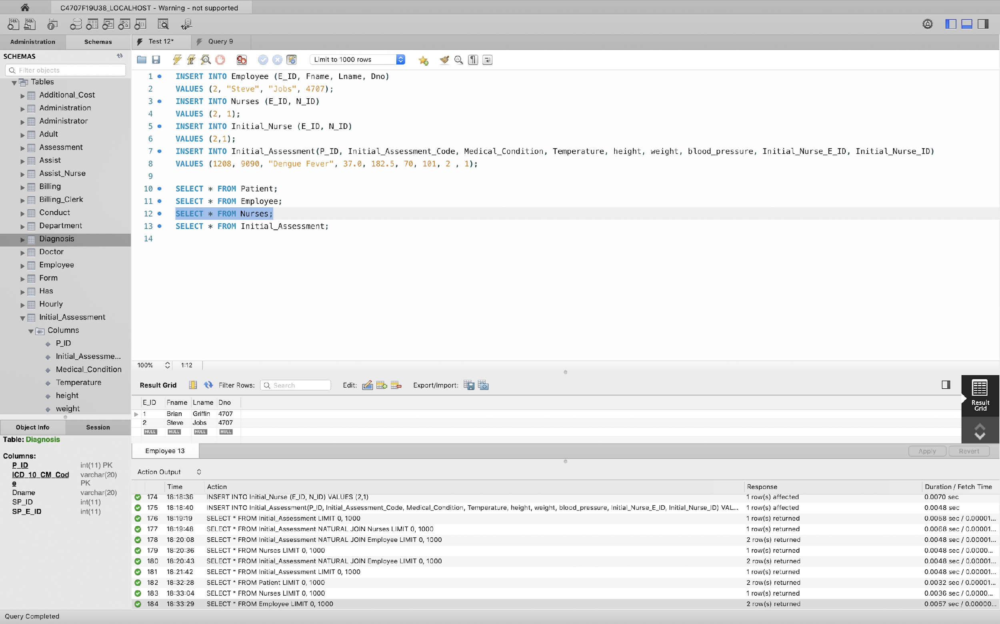 C4707F19U38_LOCALHOST - Warning - not supported
SQL SQL
Administration Schemas Test 12* Query 9
SCHEMAS
Filter objects
Limit to 1000 rows
Tables
Additional_Cost
Administration
Administrator
Adult
Assessment
Assist
Assist_Nurse
Billing
Billing_Clerk
Conduct
Department
Diagnosis
Doctor
Employee
Form
Has
Hourly
Initial_Assessment
Columns
P_ID
Initial_Assessme...
Medical_Condition
Temperature
height
weight
1 INSERT INTO Employee (E_ID, Fname, Lname, Dno)
2 VALUES (2, "Steve", "Jobs", 4707);
3 INSERT INTO Nurses (E_ID, N_ID)
4 VALUES (2, 1);
5 INSERT INTO Initial_Nurse (E_ID, N_ID)
6 VALUES (2,1);
7 INSERT INTO Initial_Assessment(P_ID, Initial_Assessment_Code, Medical_Condition, Temperature, height, weight, blood_pressure, Initial_Nurse_E_ID, Initial_Nurse_ID)
8 VALUES (1208, 9090, "Dengue Fever", 37.0, 182.5, 70, 101, 2 , 1);
9
10 SELECT * FROM Patient;
11 SELECT * FROM Employee;
12 SELECT * FROM Nurses;
13 SELECT * FROM Initial_Assessment;
14
100% 1:12
Result Grid Filter Rows: Search Edit: Export/Import:
Result
Grid
E_ID Fname Lname Dno
1 Brian Griffin 4707
2 Steve Jobs 4707
NULL NULL NULL NULL
Employee 13 Apply Revert
Object Info Session
Table: Diagnosis
Columns:
P_ID int(11) PK
ICD_10_CM_Cod varchar(20)
e PK
Dname varchar(20)
SP_ID int(11)
SP_E_ID int(11)
Action Output
Time Action Response Duration / Fetch Time
174 18:18:36 INSERT INTO Initial_Nurse (E_ID, N_ID) VALUES (2,1) 1 row(s) affected 0.0070 sec
175 18:18:40 INSERT INTO Initial_Assessment(P_ID, Initial_Assessment_Code, Medical_Condition, Temperature, height, weight, blood_pressure, Initial_Nurse_E_ID, Initial_Nurse_ID) VAL... 1 row(s) affected 0.0048 sec
176 18:19:19 SELECT * FROM Initial_Assessment LIMIT 0, 1000 1 row(s) returned 0.0058 sec / 0.00001...
177 18:19:48 SELECT * FROM Initial_Assessment NATURAL JOIN Nurses LIMIT 0, 1000 1 row(s) returned 0.0068 sec / 0.00001...
178 18:20:08 SELECT * FROM Initial_Assessment NATURAL JOIN Employee LIMIT 0, 1000 2 row(s) returned 0.0048 sec / 0.00001...
179 18:20:36 SELECT * FROM Nurses LIMIT 0, 1000 1 row(s) returned 0.0048 sec / 0.0000...
180 18:20:43 SELECT * FROM Initial_Assessment NATURAL JOIN Employee LIMIT 0, 1000 2 row(s) returned 0.0048 sec / 0.00001...
181 18:21:42 SELECT * FROM Initial_Assessment LIMIT 0, 1000 1 row(s) returned 0.0048 sec / 0.00001...
182 18:32:28 SELECT * FROM Patient LIMIT 0, 1000 2 row(s) returned 0.0032 sec / 0.00001...
183 18:33:04 SELECT * FROM Nurses LIMIT 0, 1000 1 row(s) returned 0.0036 sec / 0.0000...
184 18:33:29 SELECT * FROM Employee LIMIT 0, 1000 2 row(s) returned 0.0057 sec / 0.00000...
Query Completed